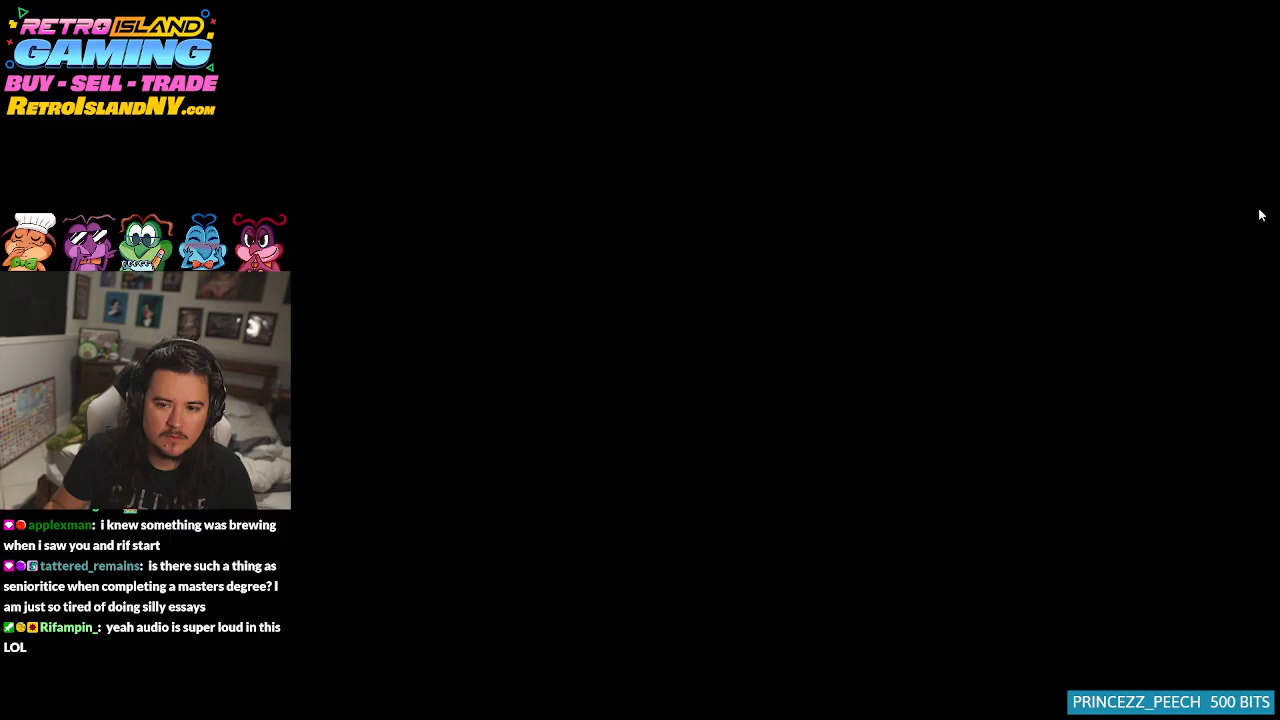 RETRO ISLAND
GAMING
BUY - SELL - TRADE
RETROISLANDNY.COM
applexman: i knew something was brewing
when i saw you and rif start
tattered_remains: is there such a thing as
senioritice when completing a masters degree? I
am just so tired of doing silly essays
Rifampin_: yeah audio is super loud in this
LOL
PRINCEZZ_PEECH 500 BITS